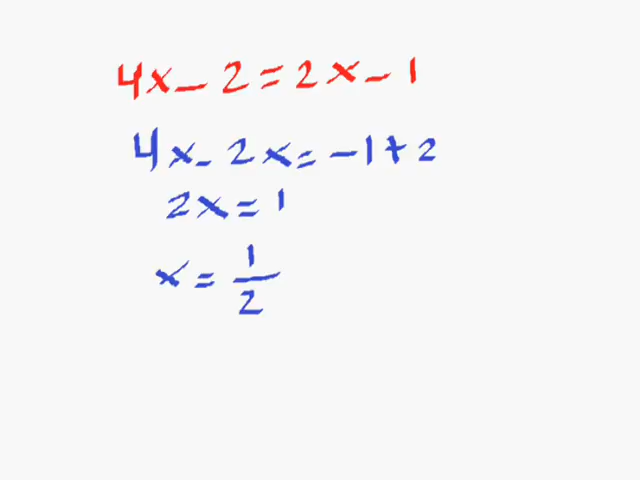 4x - 2 = 2x - 1
4x - 2x = -1 + 2
2x = 1
x = 1/2